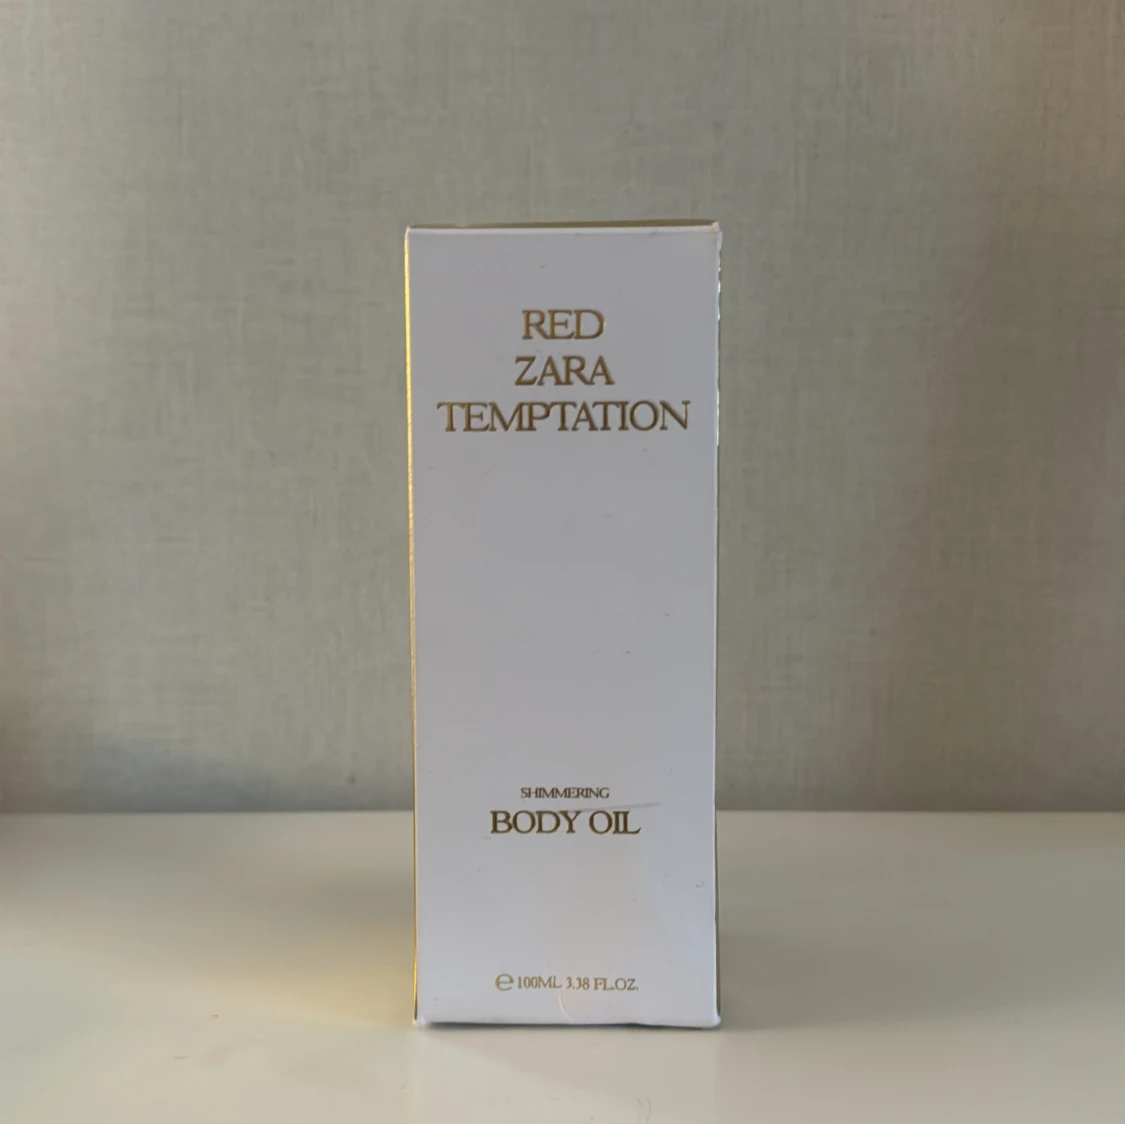 RED
ZARA
TEMPTATION
SHIMMERING
BODY OIL
℮ 100ML 3.38 FL.OZ.